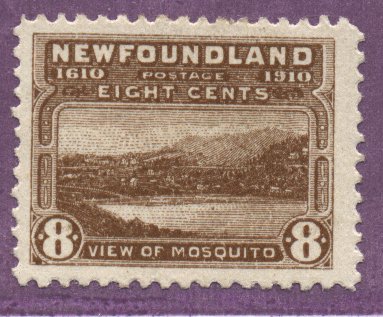 NEWFOUNDLAND
1610 POSTAGE 1910
EIGHT CENTS
8 VIEW OF MOSQUITO 8